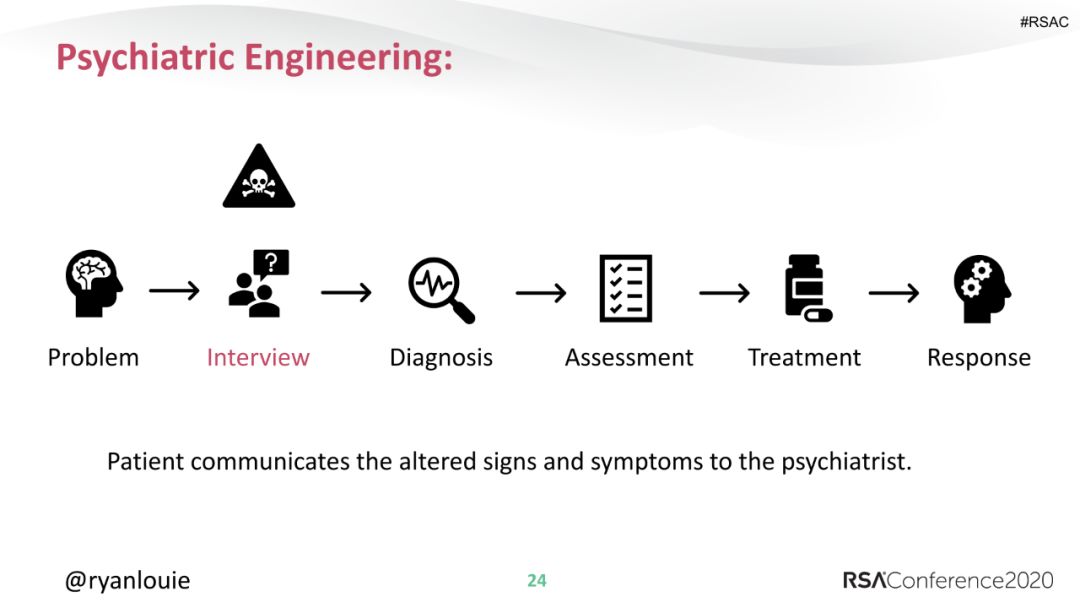 #RSAC
Psychiatric Engineering:
?
Problem
Interview
Diagnosis
Assessment
Treatment
Response
Patient communicates the altered signs and symptoms to the psychiatrist.
@ryanlouie
24
RSAConference2020